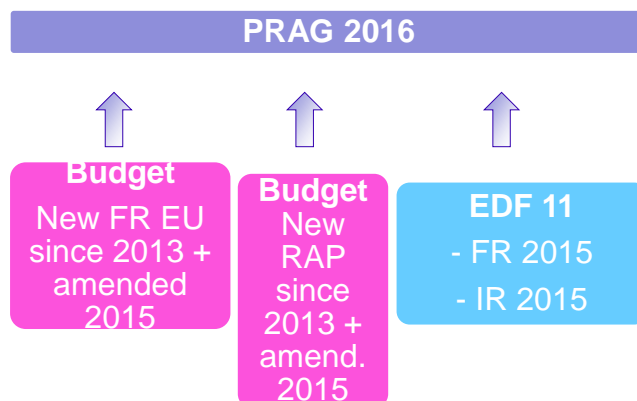 PRAG 2016
Budget
New FR EU
since 2013 +
amended
2015
Budget
New
RAP
since
2013 +
amend.
2015
EDF 11
- FR 2015
- IR 2015